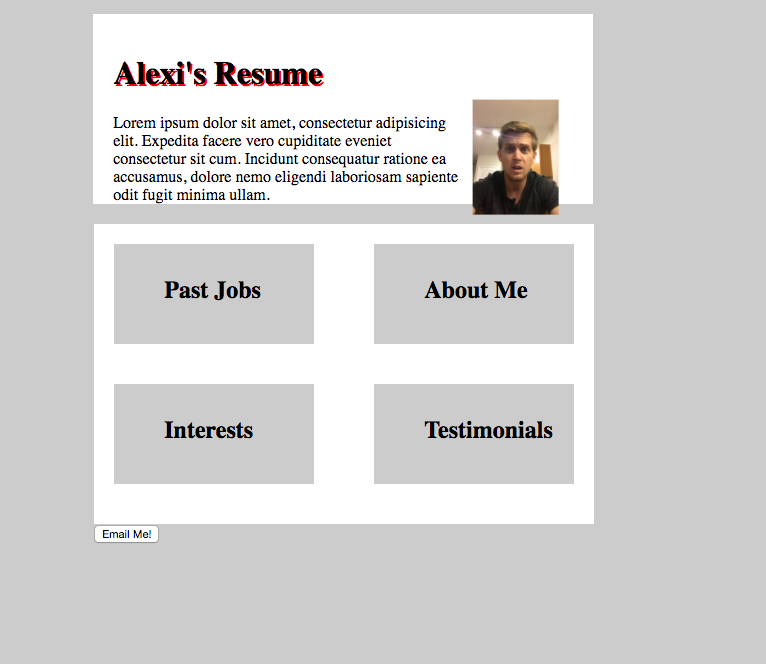 Alexi's Resume
Lorem ipsum dolor sit amet, consectetur adipisicing
elit. Expedita facere vero cupiditate eveniet
consectetur sit cum. Incidunt consequatur ratione ea
accusamus, dolore nemo eligendi laboriosam sapiente
odit fugit minima ullam.
Past Jobs
About Me
Interests
Testimonials
Email Me!